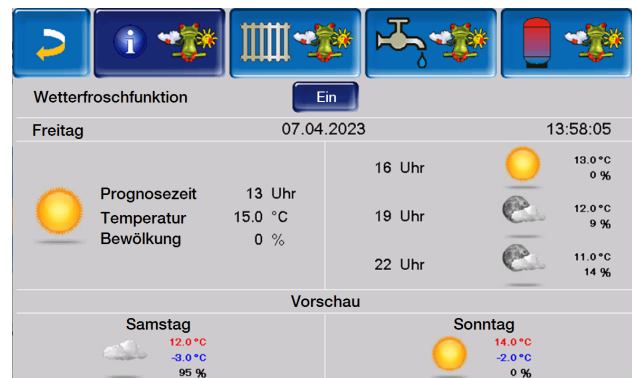 i
Wetterfroschfunktion Ein
Freitag 07.04.2023 13:58:05
Prognosezeit 13 Uhr
Temperatur 15.0 °C
Bewölkung 0 %
16 Uhr 13.0 °C
0 %
19 Uhr 12.0 °C
9 %
22 Uhr 11.0 °C
14 %
Vorschau
Samstag
12.0 °C
-3.0 °C
95 %
Sonntag
14.0 °C
-2.0 °C
0 %